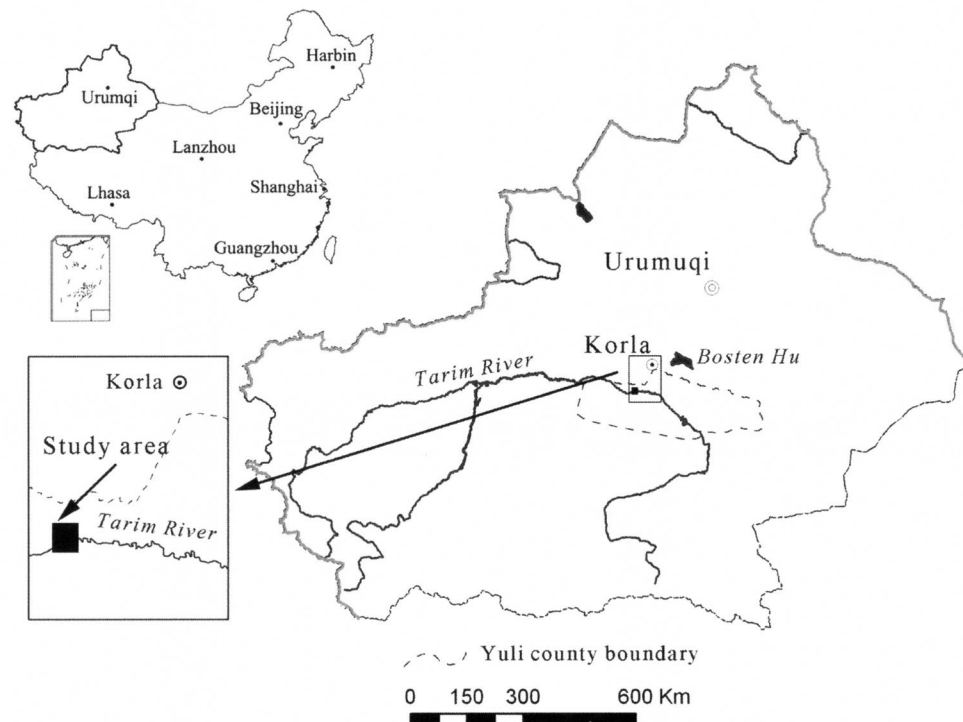 Harbin
Urumqi
Beijing
Lanzhou
Shanghai
Lhasa
Guangzhou
Urumuqi
Korla
Bosten Hu
Tarim River
Korla
Study area
Tarim River
Yuli county boundary
0 150 300 600 Km